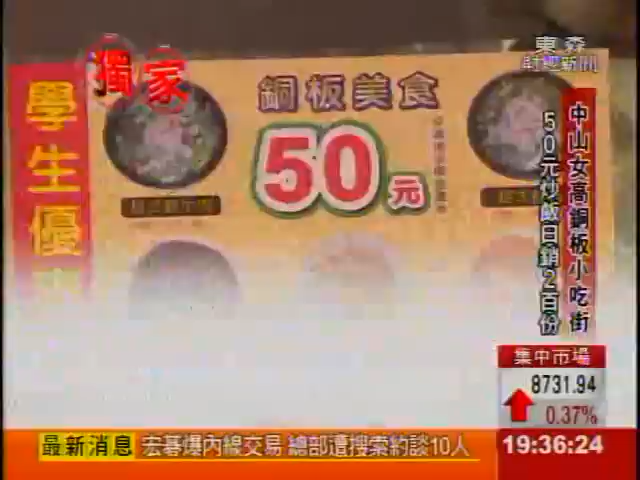 獨家
東森
財經新聞
學生優
銅板美食
50元
中山女高銅板小吃街
50元炒飯日銷2百份
集中市場
8731.94
0.37%
最新消息 宏碁爆內線交易 總部遭搜索約談10人
19:36:24